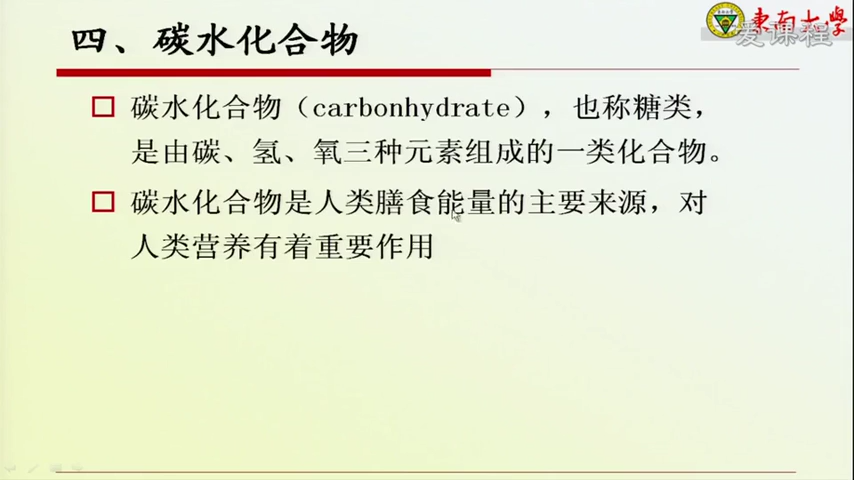 四、碳水化合物
東南大學
爱课程
碳水化合物（carbonhydrate），也称糖类，
是由碳、氢、氧三种元素组成的一类化合物。
碳水化合物是人类膳食能量的主要来源，对
人类营养有着重要作用